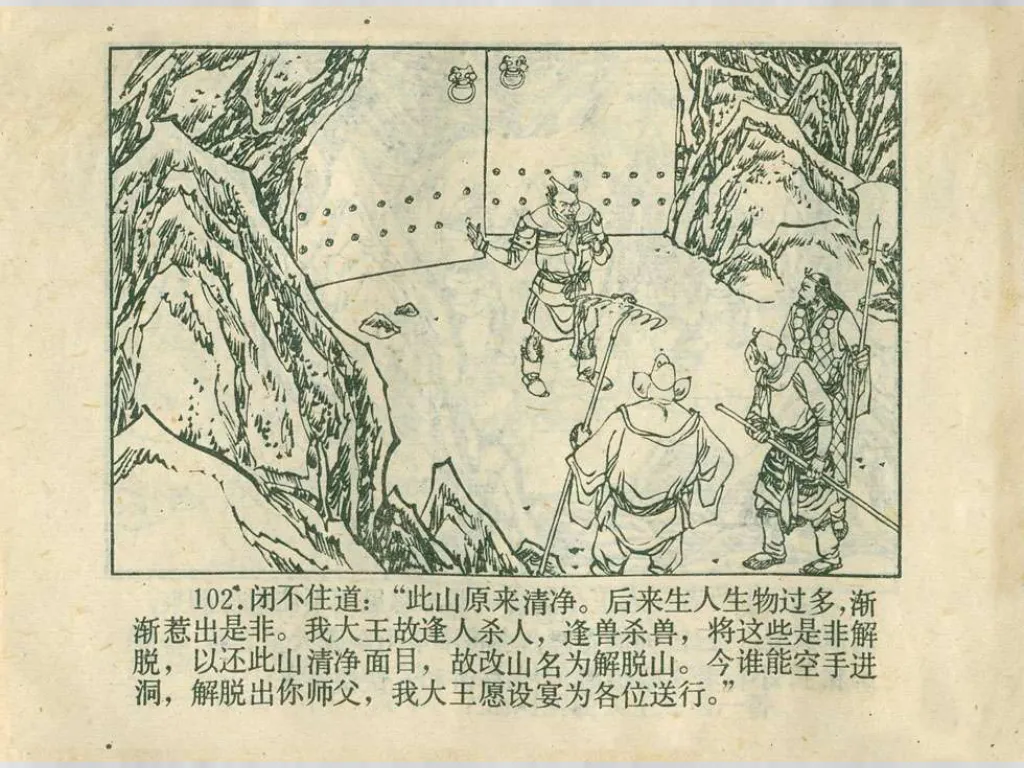 102. 闭不住道：“此山原来清净。后来生人生物过多，渐
渐惹出是非。我大王故逢人杀人，逢兽杀兽，将这些是非解
脱，以还此山清净面目，故改山名为解脱山。今谁能空手进
洞，解脱出你师父，我大王愿设宴为各位送行。”